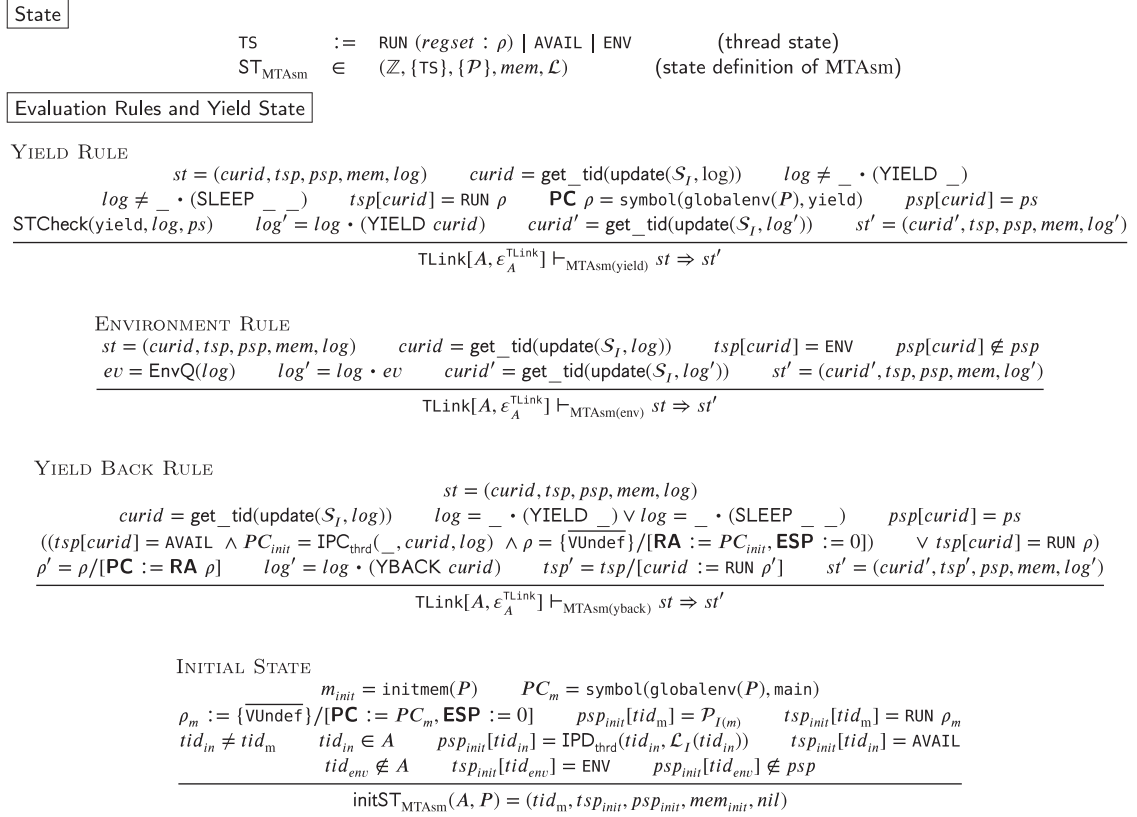 State
TS := RUN (regset : ρ) | AVAIL | ENV (thread state)
ST_MTAsm ∈ (ℤ, {TS}, {𝒫}, mem, ℒ) (state definition of MTAsm)
Evaluation Rules and Yield State
YIELD RULE
st = (curid, tsp, psp, mem, log) curid = get_tid(update(𝒮_I, log)) log ≠ _ • (YIELD _)
log ≠ _ • (SLEEP _ _) tsp[curid] = RUN ρ PC ρ = symbol(globalenv(P), yield) psp[curid] = ps
STCheck(yield, log, ps) log′ = log • (YIELD curid) curid′ = get_tid(update(𝒮_I, log′)) st′ = (curid′, tsp, psp, mem, log′)
TLink[A, ε_A^TLink] ⊢_MTAsm(yield) st ⇒ st′
ENVIRONMENT RULE
st = (curid, tsp, psp, mem, log) curid = get_tid(update(𝒮_I, log)) tsp[curid] = ENV psp[curid] ∉ psp
ev = EnvQ(log) log′ = log • ev curid′ = get_tid(update(𝒮_I, log′)) st′ = (curid′, tsp, psp, mem, log′)
TLink[A, ε_A^TLink] ⊢_MTAsm(env) st ⇒ st′
YIELD BACK RULE
st = (curid, tsp, psp, mem, log)
curid = get_tid(update(𝒮_I, log)) log = _ • (YIELD _) ∨ log = _ • (SLEEP _ _) psp[curid] = ps
((tsp[curid] = AVAIL ∧ PC_init = IPC_thrd(_, curid, log) ∧ ρ = {V̅U̅n̅d̅e̅f̅}/[RA := PC_init, ESP := 0]) ∨ tsp[curid] = RUN ρ)
ρ′ = ρ/[PC := RA ρ] log′ = log • (YBACK curid) tsp′ = tsp/[curid := RUN ρ′] st′ = (curid′, tsp′, psp, mem, log′)
TLink[A, ε_A^TLink] ⊢_MTAsm(yback) st ⇒ st′
INITIAL STATE
m_init = initmem(P) PC_m = symbol(globalenv(P), main)
ρ_m := {V̅U̅n̅d̅e̅f̅}/[PC := PC_m, ESP := 0] psp_init[tid_m] = 𝒫_I(m) tsp_init[tid_m] = RUN ρ_m
tid_in ≠ tid_m tid_in ∈ A psp_init[tid_in] = IPD_thrd(tid_in, ℒ_I(tid_in)) tsp_init[tid_in] = AVAIL
tid_env ∉ A tsp_init[tid_env] = ENV psp_init[tid_env] ∉ psp
initST_MTAsm(A, P) = (tid_m, tsp_init, psp_init, mem_init, nil)